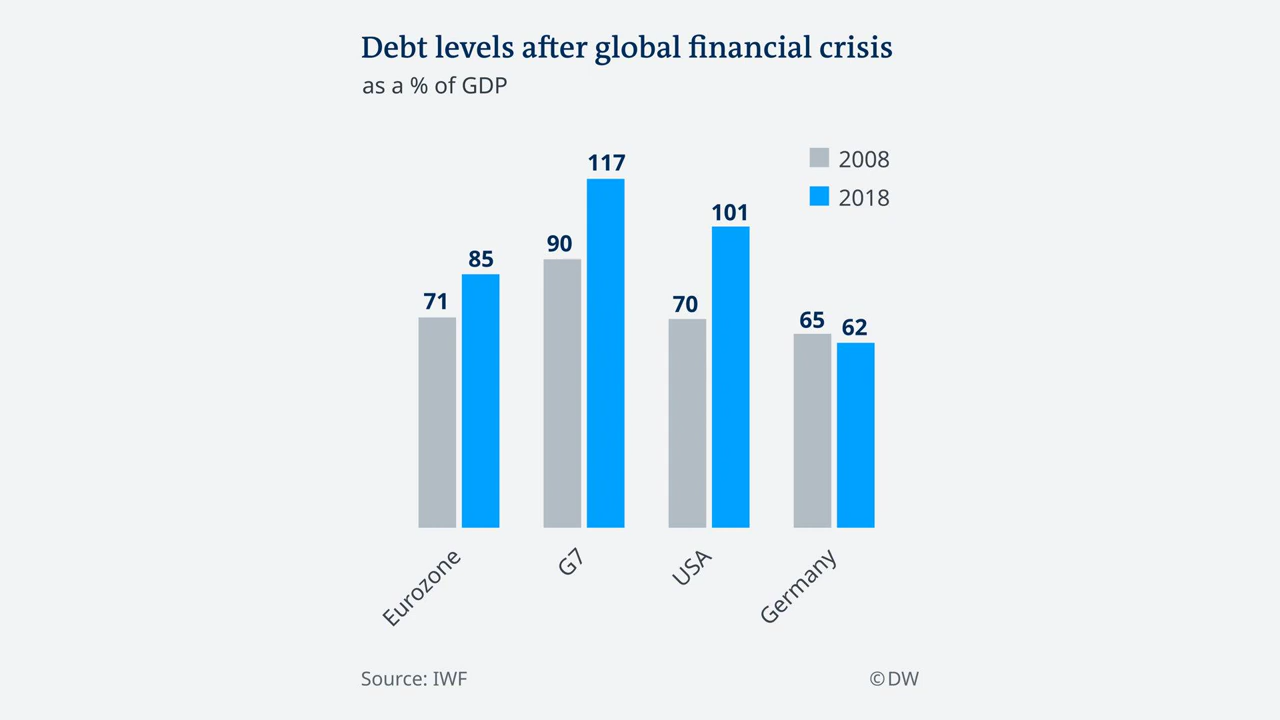 Debt levels after global financial crisis
as a % of GDP
2008
2018
71
85
90
117
70
101
65
62
Eurozone
G7
USA
Germany
Source: IWF
©DW